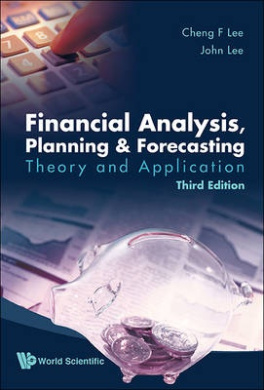 Cheng F Lee
John Lee
Financial Analysis,
Planning & Forecasting
Theory and Application
Third Edition
World Scientific